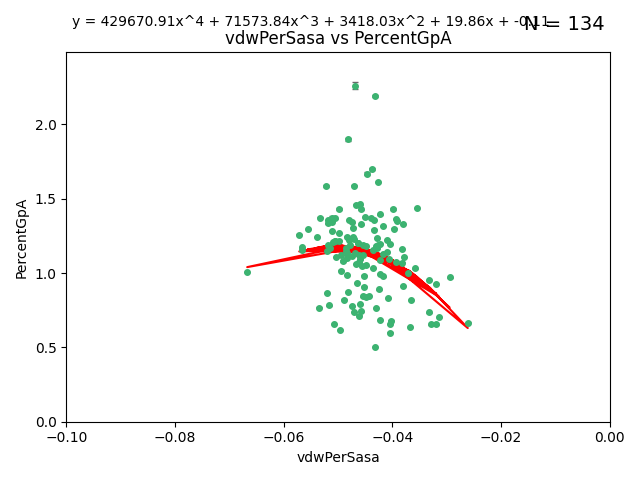 y = 429670.91x^4 + 71573.84x^3 + 3418.03x^2 + 19.86x + -0.11
N = 134
vdwPerSasa vs PercentGpA
PercentGpA
2.0
1.5
1.0
0.5
0.0
−0.10 −0.08 −0.06 −0.04 −0.02 0.00
vdwPerSasa